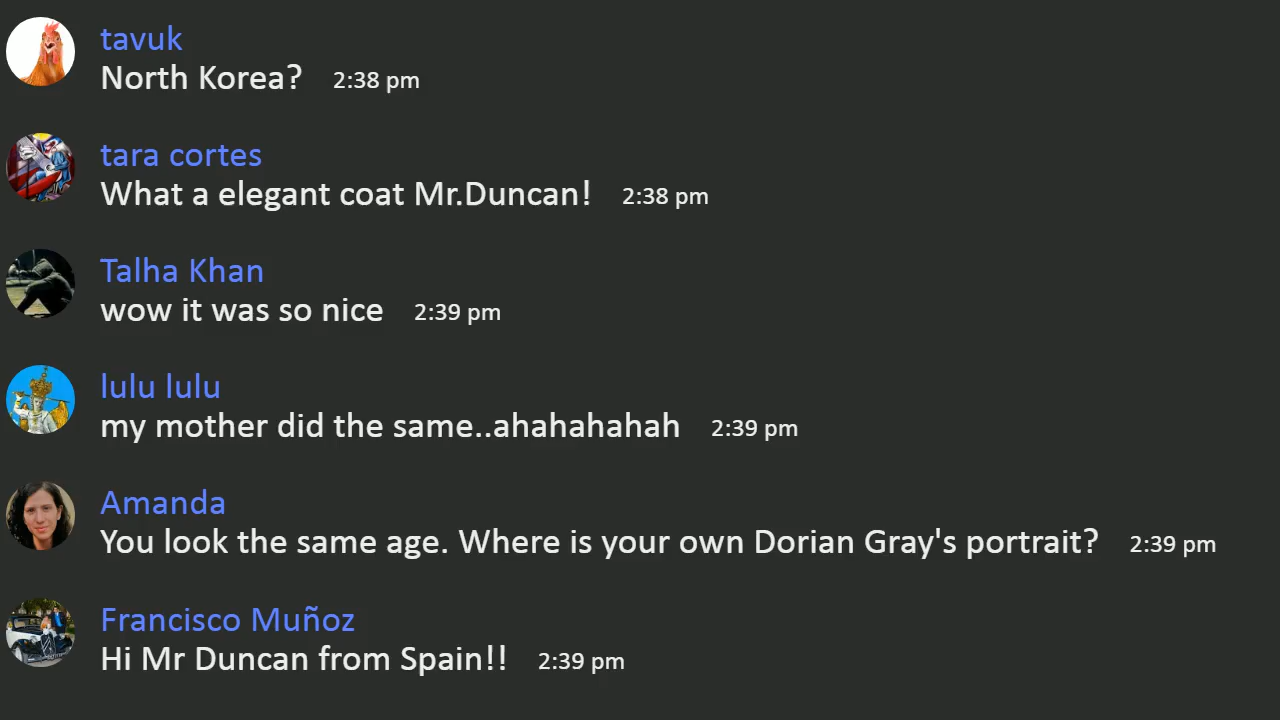 tavuk
North Korea? 2:38 pm
tara cortes
What a elegant coat Mr.Duncan! 2:38 pm
Talha Khan
wow it was so nice 2:39 pm
lulu lulu
my mother did the same..ahahahahah 2:39 pm
Amanda
You look the same age. Where is your own Dorian Gray's portrait? 2:39 pm
Francisco Muñoz
Hi Mr Duncan from Spain!! 2:39 pm